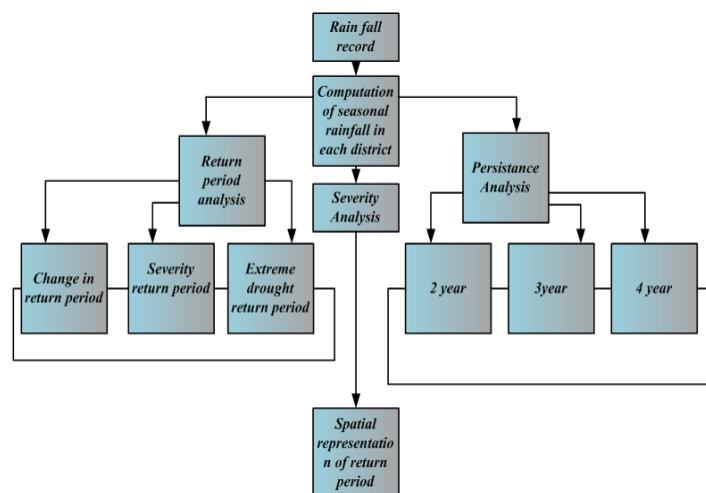 Rain fall
record
Computation
of seasonal
rainfall in
each district
Return
period
analysis
Severity
Analysis
Persistance
Analysis
Change in
return period
Severity
return period
Extreme
drought
return period
2 year
3year
4 year
Spatial
representatio
n of return
period